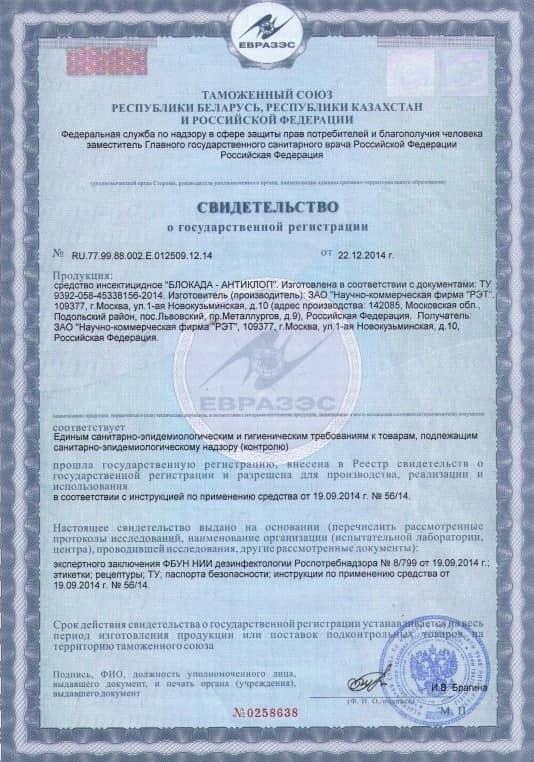 ЕВРАЗЭС
ТАМОЖЕННЫЙ СОЮЗ
РЕСПУБЛИКИ БЕЛАРУСЬ, РЕСПУБЛИКИ КАЗАХСТАН
И РОССИЙСКОЙ ФЕДЕРАЦИИ
Федеральная служба по надзору в сфере защиты прав потребителей и благополучия человека
заместитель Главного государственного санитарного врача Российской Федерации
Российская Федерация
(уполномоченный орган Стороны, руководитель уполномоченного органа, наименование административно-территориального образования)
СВИДЕТЕЛЬСТВО
о государственной регистрации
№ RU.77.99.88.002.Е.012509.12.14 от 22.12.2014 г.
Продукция:
средство инсектицидное "БЛОКАДА - АНТИКЛОП". Изготовлена в соответствии с документами: ТУ
9392-058-45338156-2014. Изготовитель (производитель): ЗАО "Научно-коммерческая фирма "РЭТ",
109377, г.Москва, ул.1-ая Новокузьминская, д.10 (адрес производства: 142085, Московская обл.,
Подольский район, пос.Львовский, пр.Металлургов, д.9), Российская Федерация. Получатель:
ЗАО "Научно-коммерческая фирма "РЭТ", 109377, г.Москва, ул.1-ая Новокузьминская, д.10,
Российская Федерация.
ЕВРАЗЭС
соответствует
Единым санитарно-эпидемиологическим и гигиеническим требованиям к товарам, подлежащим
санитарно-эпидемиологическому надзору (контролю)
прошла государственную регистрацию, внесена в Реестр свидетельств о
государственной регистрации и разрешена для производства, реализации и
использования
в соответствии с инструкцией по применению средства от 19.09.2014 г. № 56/14.
Настоящее свидетельство выдано на основании (перечислить рассмотренные
протоколы исследований, наименование организации (испытательной лаборатории,
центра), проводившей исследования, другие рассмотренные документы):
экспертного заключения ФБУН НИИ дезинфектологии Роспотребнадзора № 8/799 от 19.09.2014 г.;
этикетки; рецептуры; ТУ, паспорта безопасности; инструкции по применению средства от
19.09.2014 г. № 56/14.
Срок действия свидетельства о государственной регистрации устанавливается на весь
период изготовления продукции или поставок подконтрольных товаров на
территорию таможенного союза
Подпись, ФИО, должность уполномоченного лица,
выдавшего документ, и печать органа (учреждения),
выдавшего документ
И.В. Брагина
(Ф. И. О./подпись)
М. П.
№0258638